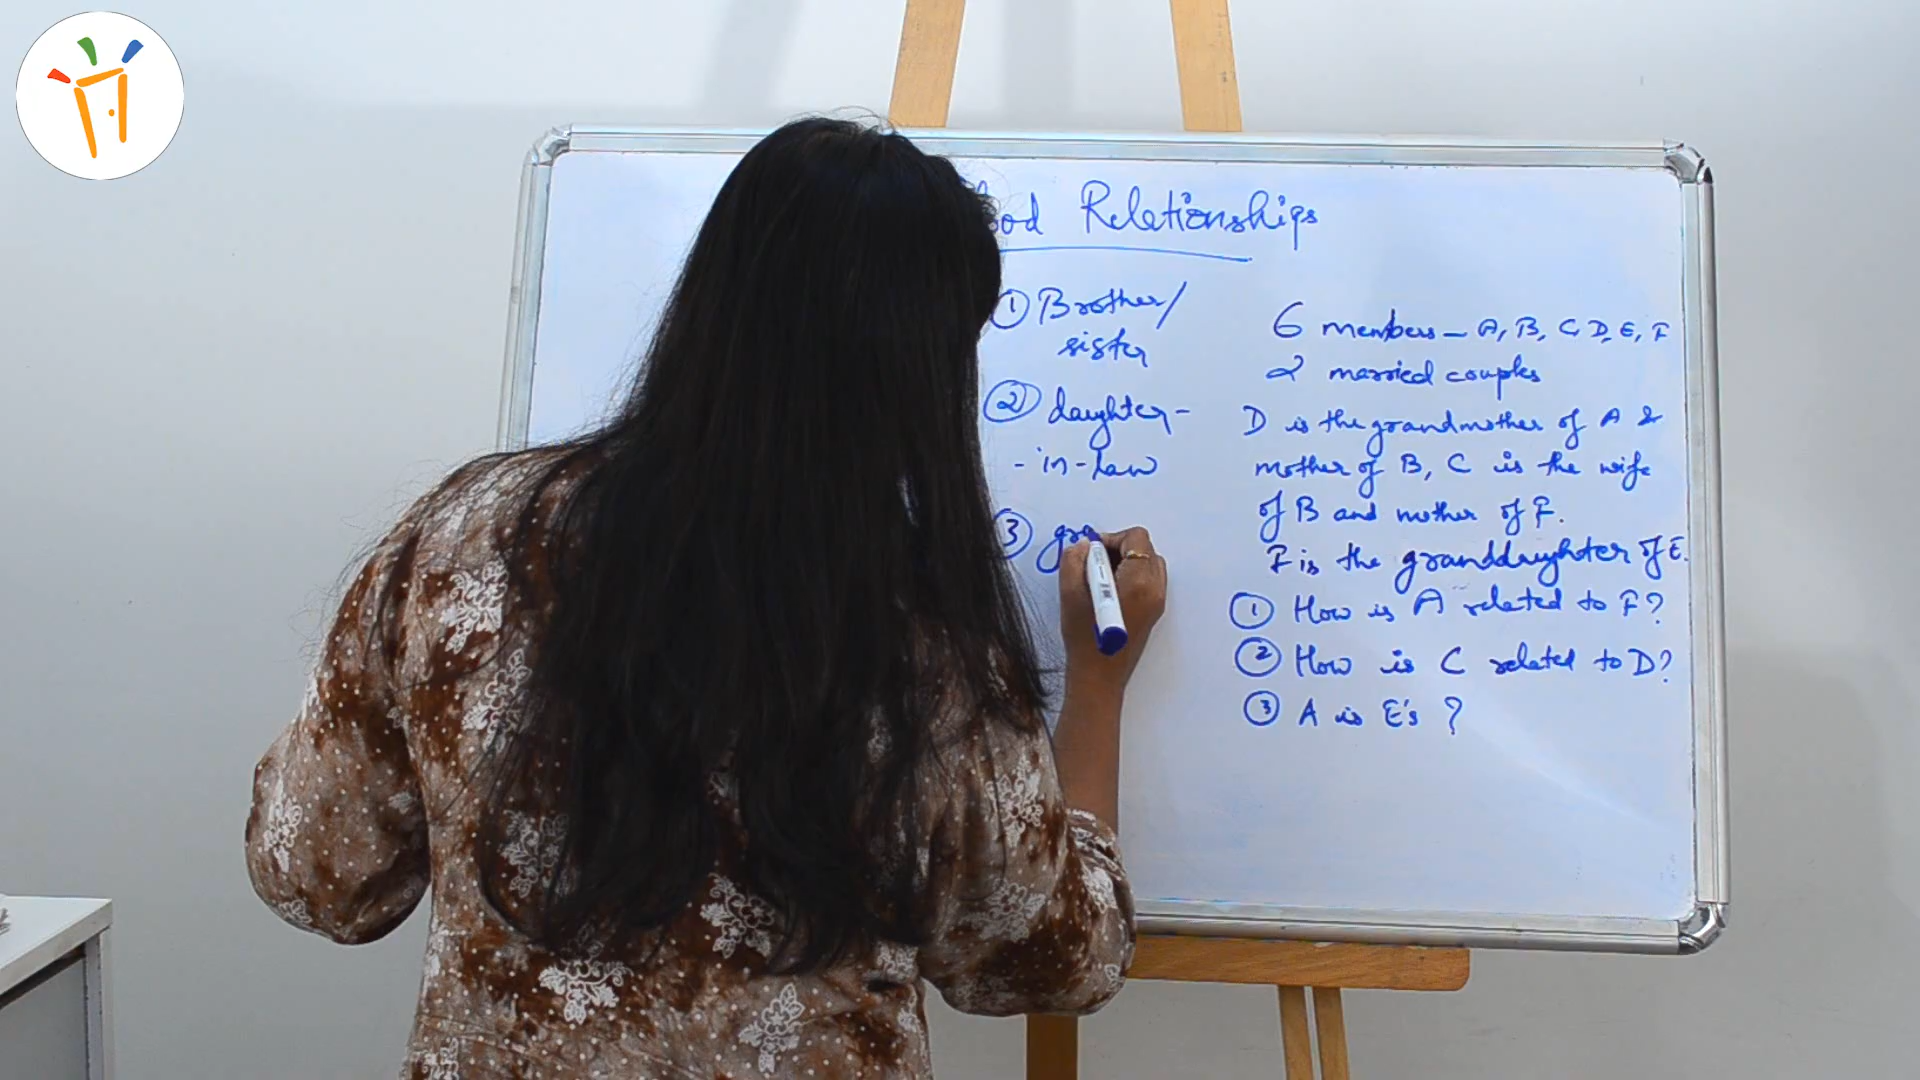 Relationships
① Brother/
sister
② daughter-
-in-law
③ gra
6 members - A, B, C, D, E, F
2 married couples
D is the grandmother of A &
mother of B, C is the wife
of B and mother of F.
F is the granddaughter of E.
① How is A related to F?
② How is C related to D?
③ A is E's ?